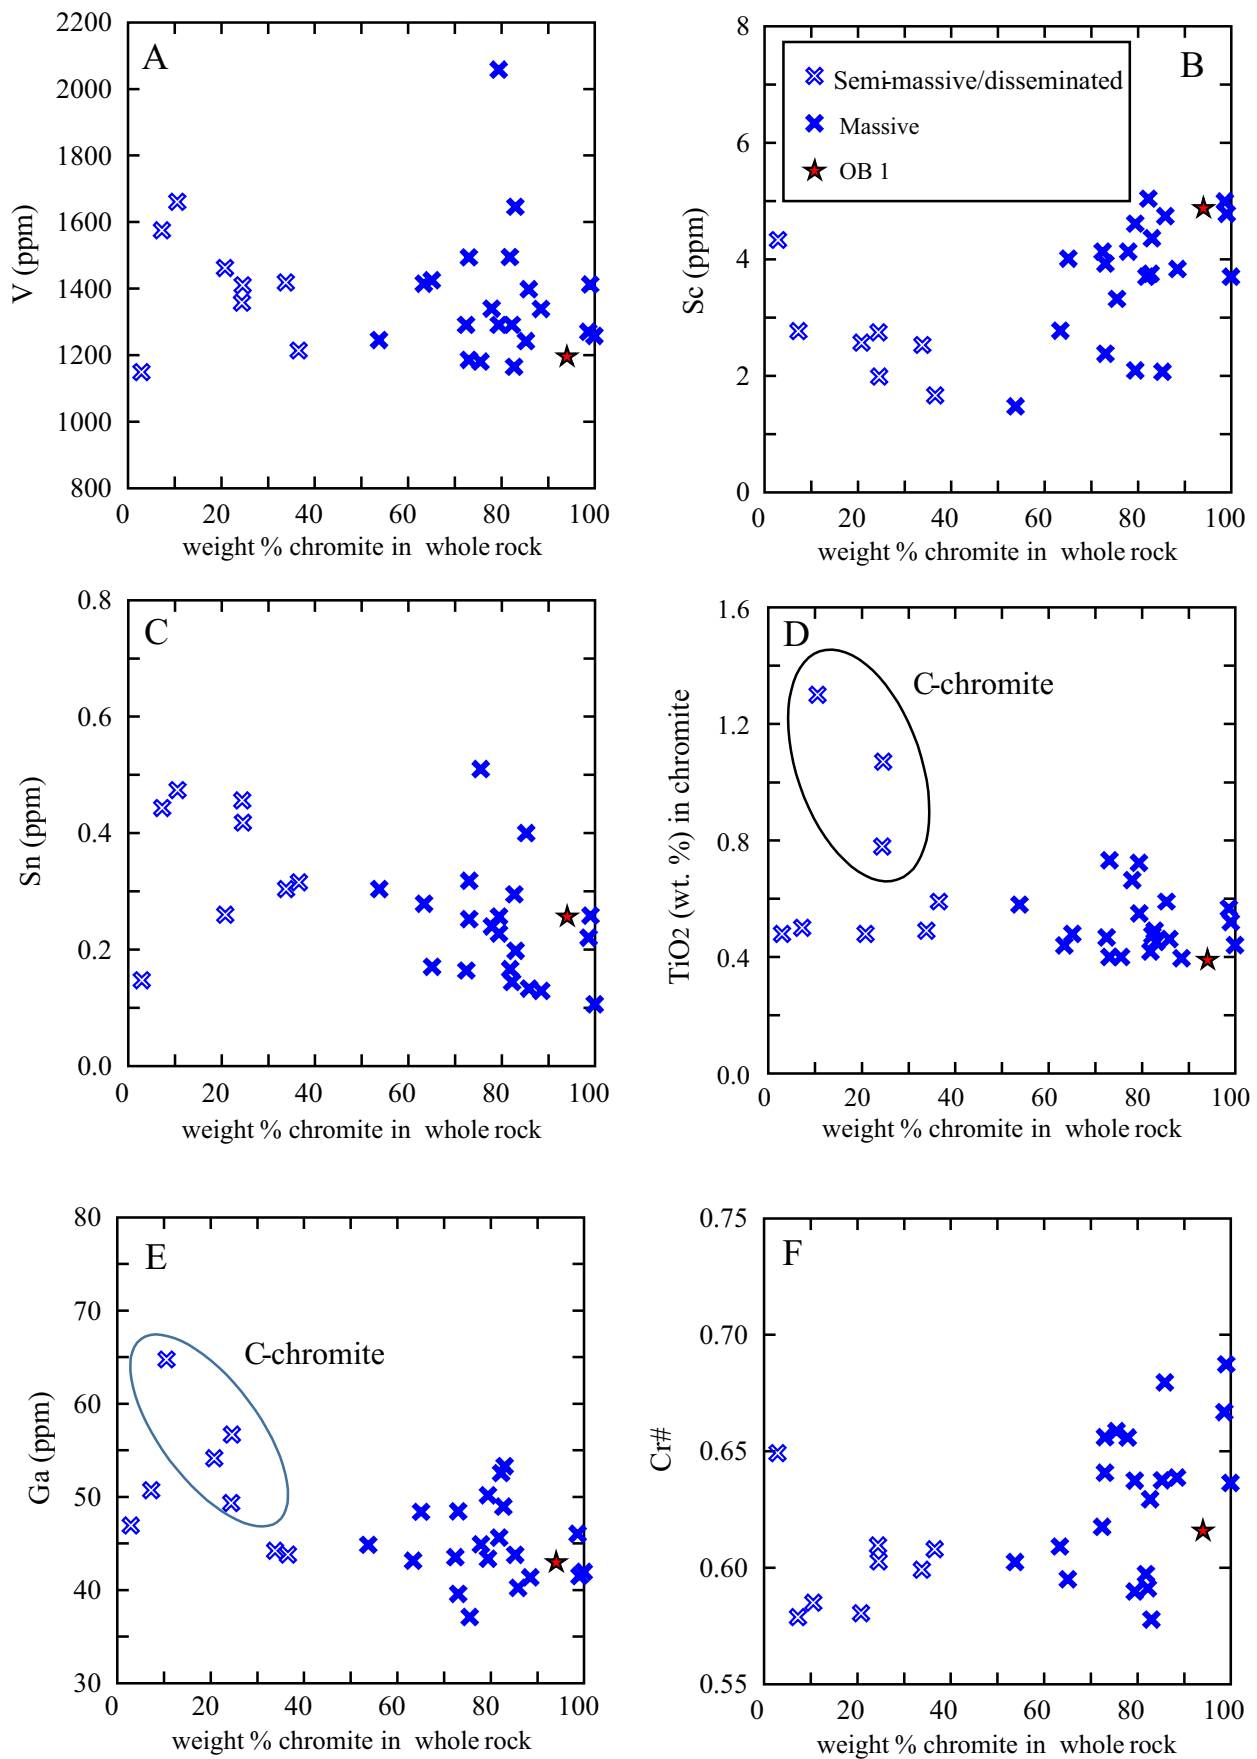 A
2200
2000
1800
1600
1400
1200
1000
800
V (ppm)
0 20 40 60 80 100
weight % chromite in whole rock
B
8
6
4
2
0
Sc (ppm)
Semi-massive/disseminated
Massive
OB 1
0 20 40 60 80 100
weight % chromite in whole rock
C
0.8
0.6
0.4
0.2
0.0
Sn (ppm)
0 20 40 60 80 100
weight % chromite in whole rock
D
1.6
1.2
0.8
0.4
0.0
TiO2 (wt. %) in chromite
C-chromite
0 20 40 60 80 100
weight % chromite in whole rock
E
80
70
60
50
40
30
Ga (ppm)
C-chromite
0 20 40 60 80 100
weight % chromite in whole rock
F
0.75
0.70
0.65
0.60
0.55
Cr#
0 20 40 60 80 100
weight % chromite in whole rock